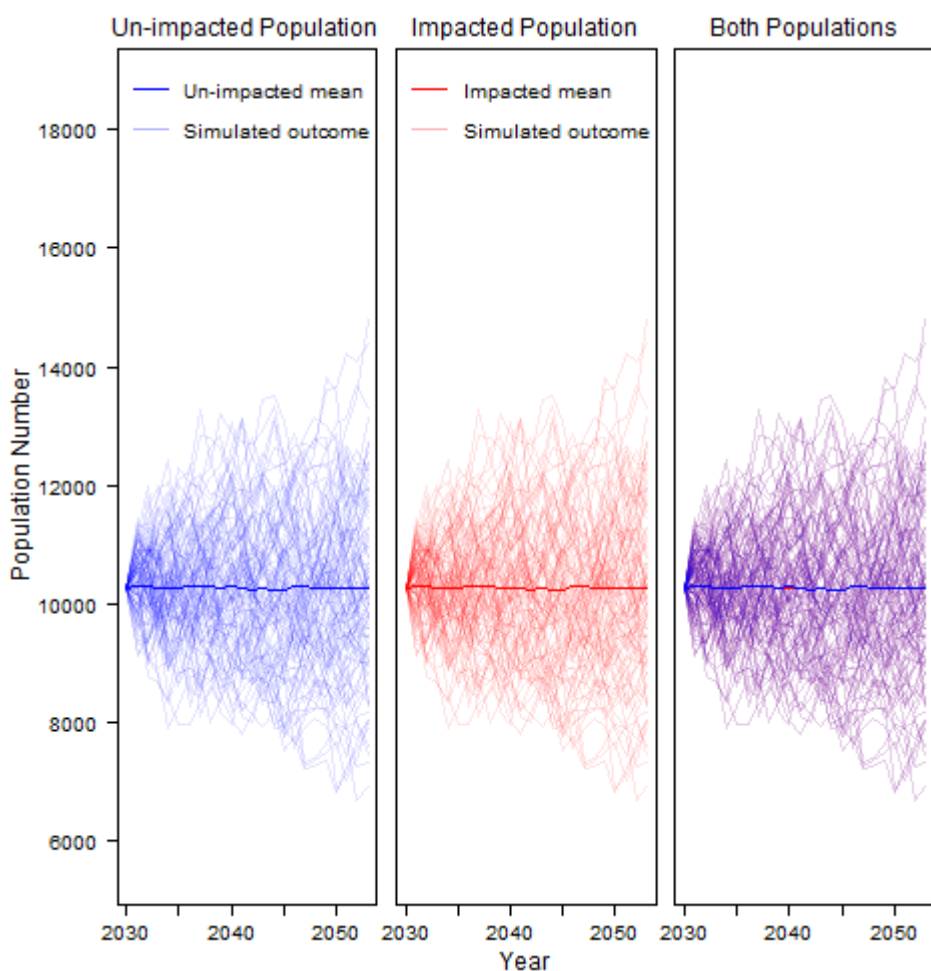 Un-impacted Population
Impacted Population
Both Populations
Un-impacted mean
Simulated outcome
Impacted mean
Simulated outcome
Population Number
18000
16000
14000
12000
10000
8000
6000
2030 2040 2050
2030 2040 2050
2030 2040 2050
Year